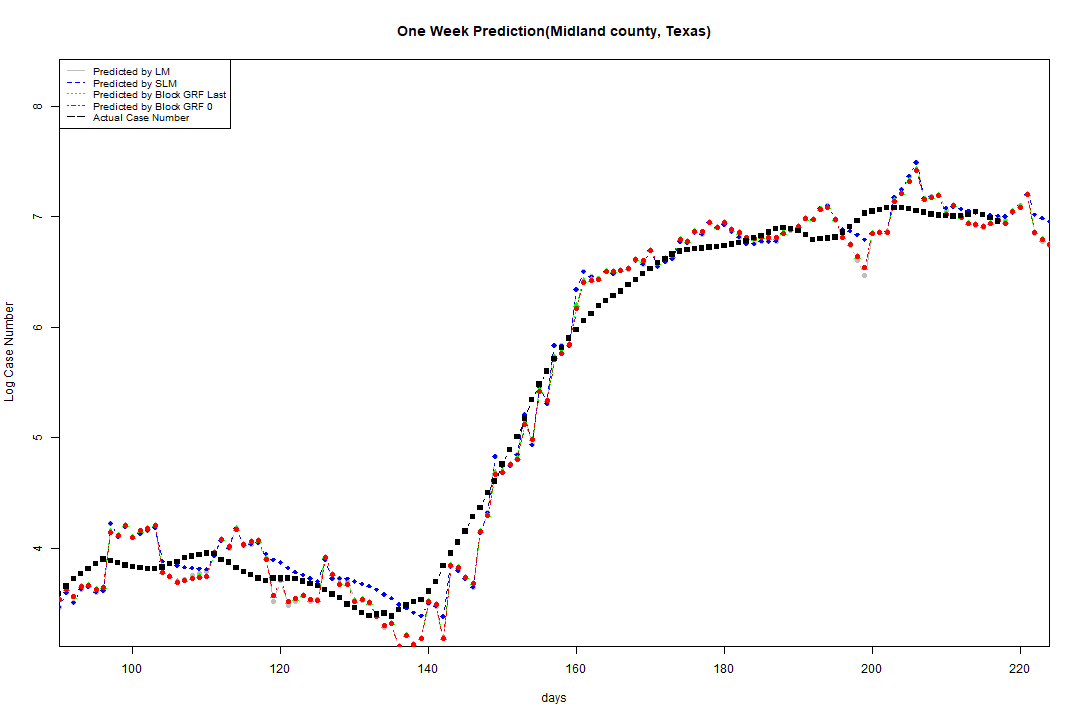 One Week Prediction(Midland county, Texas)
Predicted by LM
Predicted by SLM
Predicted by Block GRF Last
Predicted by Block GRF 0
Actual Case Number
8
7
6
5
4
Log Case Number
100 120 140 160 180 200 220
days